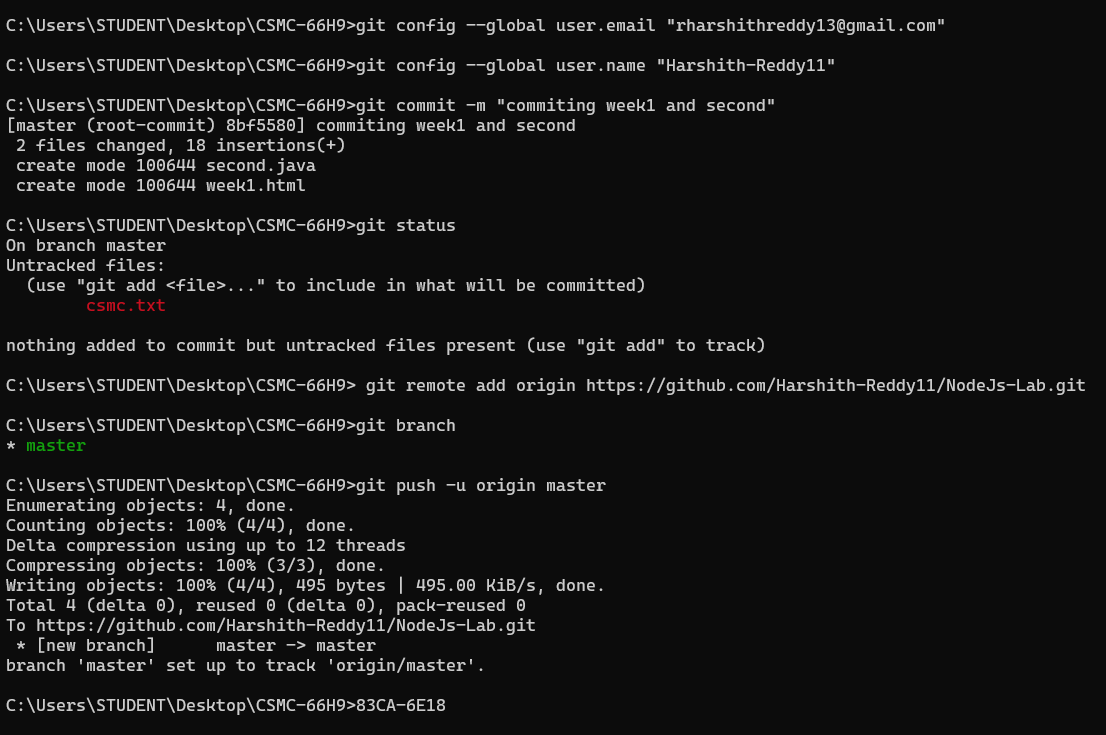 C:\Users\STUDENT\Desktop\CSMC-66H9>git config --global user.email "rharshithreddy13@gmail.com"
C:\Users\STUDENT\Desktop\CSMC-66H9>git config --global user.name "Harshith-Reddy11"
C:\Users\STUDENT\Desktop\CSMC-66H9>git commit -m "commiting week1 and second"
[master (root-commit) 8bf5580] commiting week1 and second
 2 files changed, 18 insertions(+)
 create mode 100644 second.java
 create mode 100644 week1.html
C:\Users\STUDENT\Desktop\CSMC-66H9>git status
On branch master
Untracked files:
  (use "git add <file>..." to include in what will be committed)
        csmc.txt
nothing added to commit but untracked files present (use "git add" to track)
C:\Users\STUDENT\Desktop\CSMC-66H9> git remote add origin https://github.com/Harshith-Reddy11/NodeJs-Lab.git
C:\Users\STUDENT\Desktop\CSMC-66H9>git branch
* master
C:\Users\STUDENT\Desktop\CSMC-66H9>git push -u origin master
Enumerating objects: 4, done.
Counting objects: 100% (4/4), done.
Delta compression using up to 12 threads
Compressing objects: 100% (3/3), done.
Writing objects: 100% (4/4), 495 bytes | 495.00 KiB/s, done.
Total 4 (delta 0), reused 0 (delta 0), pack-reused 0
To https://github.com/Harshith-Reddy11/NodeJs-Lab.git
 * [new branch]      master -> master
branch 'master' set up to track 'origin/master'.
C:\Users\STUDENT\Desktop\CSMC-66H9>83CA-6E18